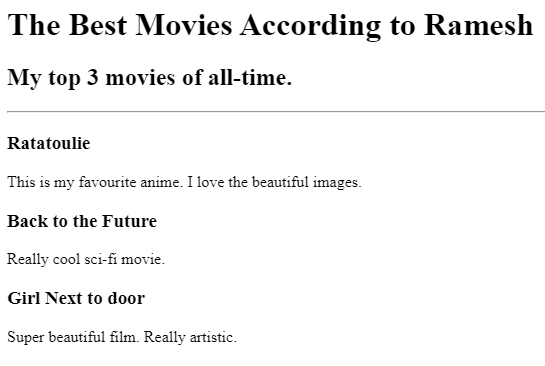 The Best Movies According to Ramesh
My top 3 movies of all-time.
Ratatoulie
This is my favourite anime. I love the beautiful images.
Back to the Future
Really cool sci-fi movie.
Girl Next to door
Super beautiful film. Really artistic.